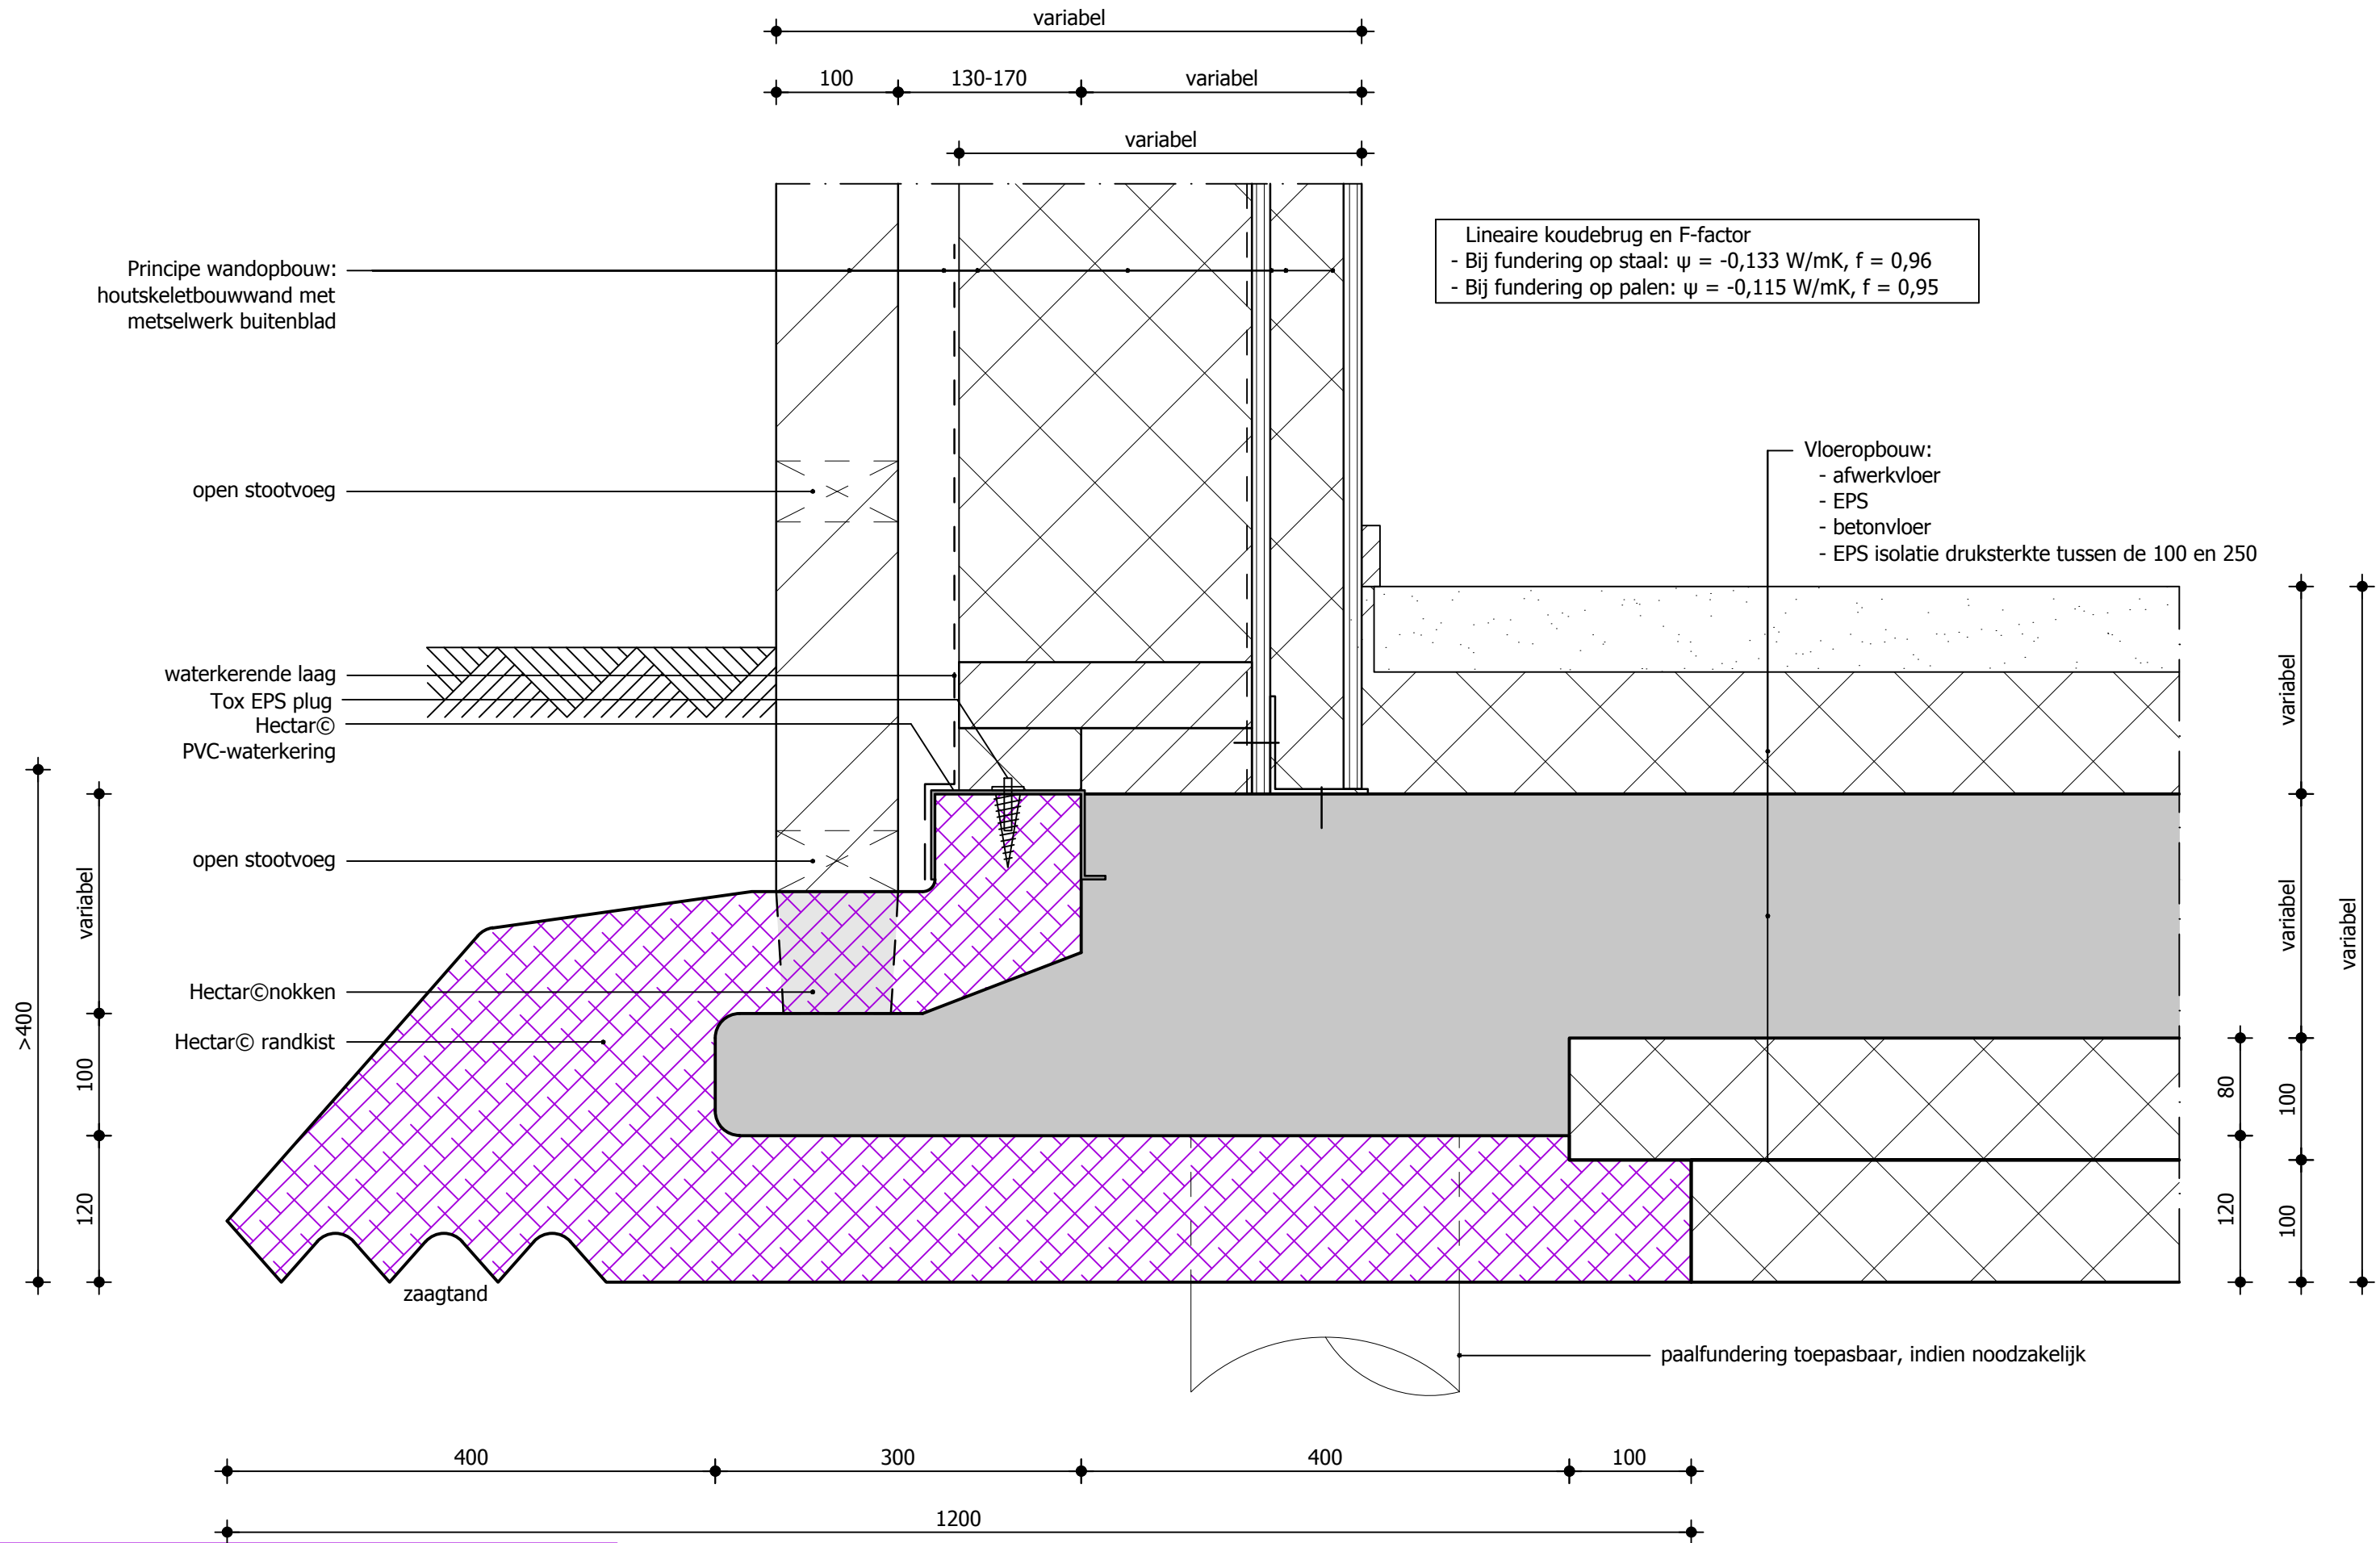 variabel
100
130-170
variabel
variabel
Lineaire koudebrug en F-factor
- Bij fundering op staal: ψ = -0,133 W/mK, f = 0,96
- Bij fundering op palen: ψ = -0,115 W/mK, f = 0,95
Principe wandopbouw:
houtskeletbouwwand met
metselwerk buitenblad
open stootvoeg
Vloeropbouw:
- afwerkvloer
- EPS
- betonvloer
- EPS isolatie druksterkte tussen de 100 en 250
waterkerende laag
Tox EPS plug
Hectar©
PVC-waterkering
open stootvoeg
Hectar©nokken
Hectar© randkist
>400
variabel
100
120
variabel
variabel
100
100
80
120
variabel
zaagtand
paalfundering toepasbaar, indien noodzakelijk
400
300
400
100
1200